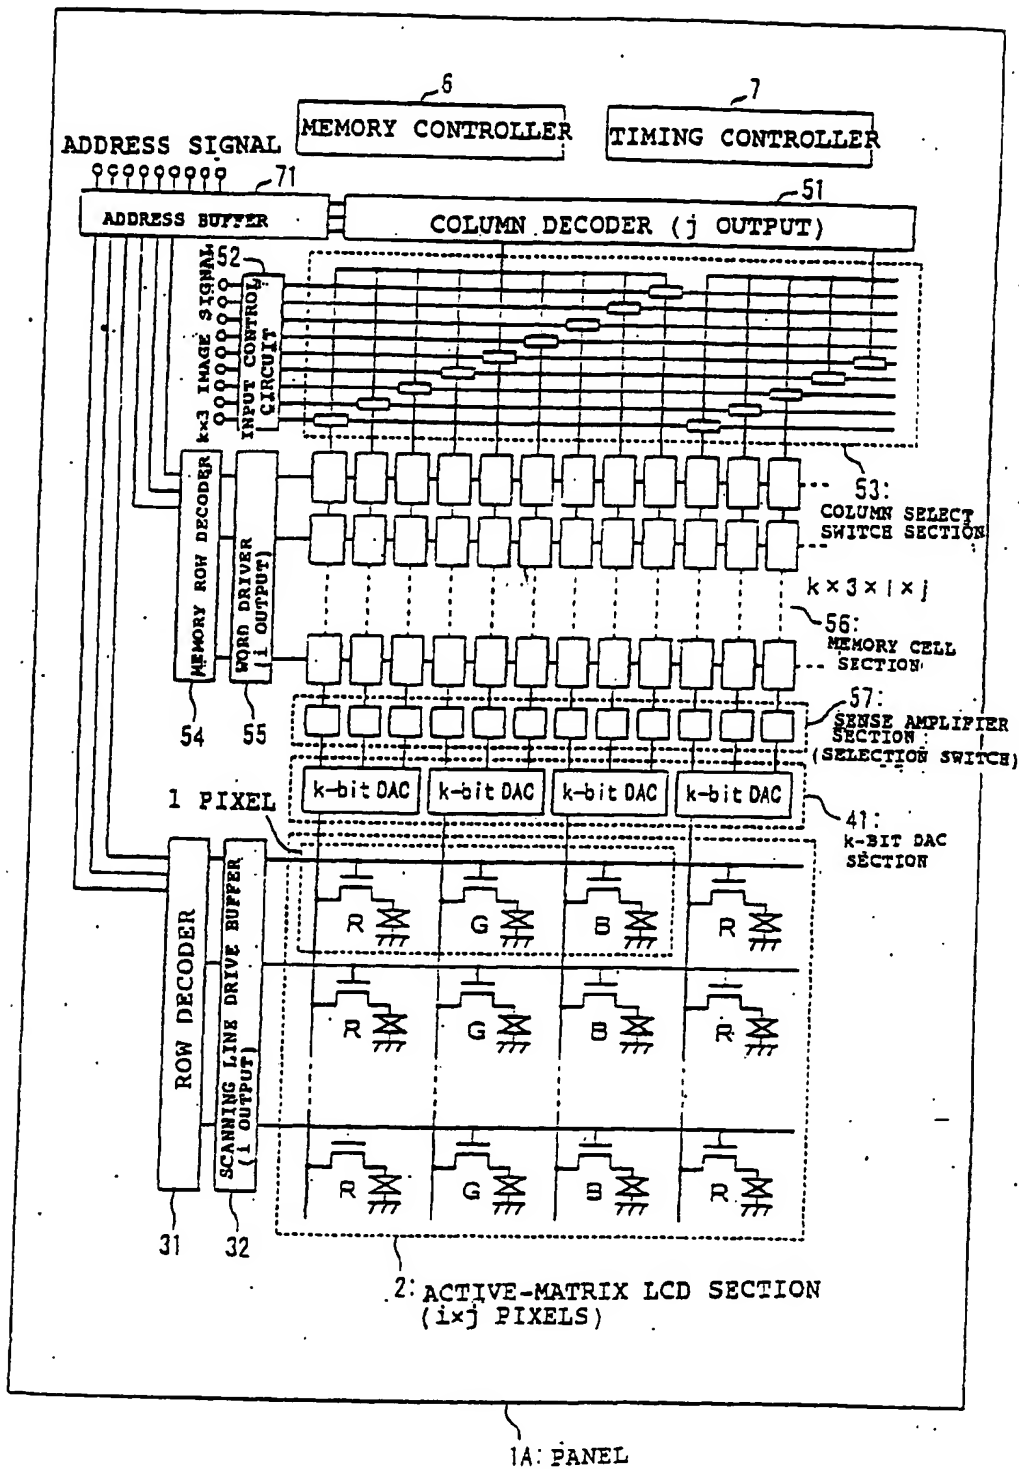 6
7
MEMORY CONTROLLER
TIMING CONTROLLER
ADDRESS SIGNAL
71
51
ADDRESS BUFFER
COLUMN DECODER (j OUTPUT)
52
k×3 IMAGE SIGNAL
INPUT CONTROL
CIRCUIT
53:
COLUMN SELECT
SWITCH SECTION
MEMORY ROW DECODER
WORD DRIVER
(i OUTPUT)
k×3×i×j
56:
MEMORY CELL
SECTION
54
55
57:
SENSE AMPLIFIER
SECTION
(SELECTION SWITCH)
k-bit DAC
k-bit DAC
k-bit DAC
k-bit DAC
1 PIXEL
41:
k-BIT DAC
SECTION
ROW DECODER
SCANNING LINE DRIVE BUFFER
(i OUTPUT)
R
G
B
R
R
G
B
R
R
G
B
R
31
32
2: ACTIVE-MATRIX LCD SECTION
(i×j PIXELS)
1A: PANEL